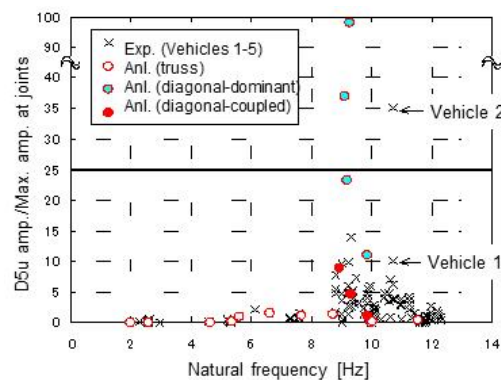 D5u amp./Max. amp. at joints
100
90
40
35
30
25
20
15
10
5
0
× Exp. (Vehicles 1-5)
Anl. (truss)
Anl. (diagonal-dominant)
Anl. (diagonal-coupled)
Vehicle 2
Vehicle 1
0 2 4 6 8 10 12 14
Natural frequency [Hz]